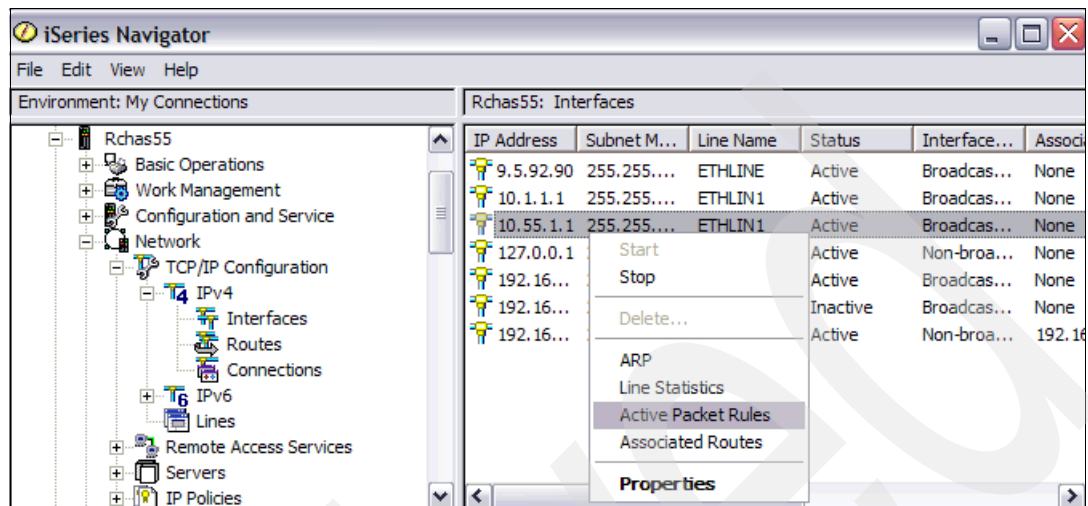 iSeries Navigator
File Edit View Help
Environment: My Connections
Rchas55: Interfaces
Rchas55
Basic Operations
Work Management
Configuration and Service
Network
TCP/IP Configuration
4 IPv4
Interfaces
Routes
Connections
6 IPv6
Lines
Remote Access Services
Servers
IP Policies
IP Address Subnet M... Line Name Status Interface... Associ
9.5.92.90 255.255.... ETHLINE Active Broadcas... None
10.1.1.1 255.255.... ETHLIN1 Active Broadcas... None
10.55.1.1 255.255.... ETHLIN1 Active Broadcas... None
127.0.0.1 Active Non-broa... None
192.16... Active Broadcas... None
192.16... Inactive Broadcas... None
192.16... Active Non-broa... 192.16
Start
Stop
Delete...
ARP
Line Statistics
Active Packet Rules
Associated Routes
Properties